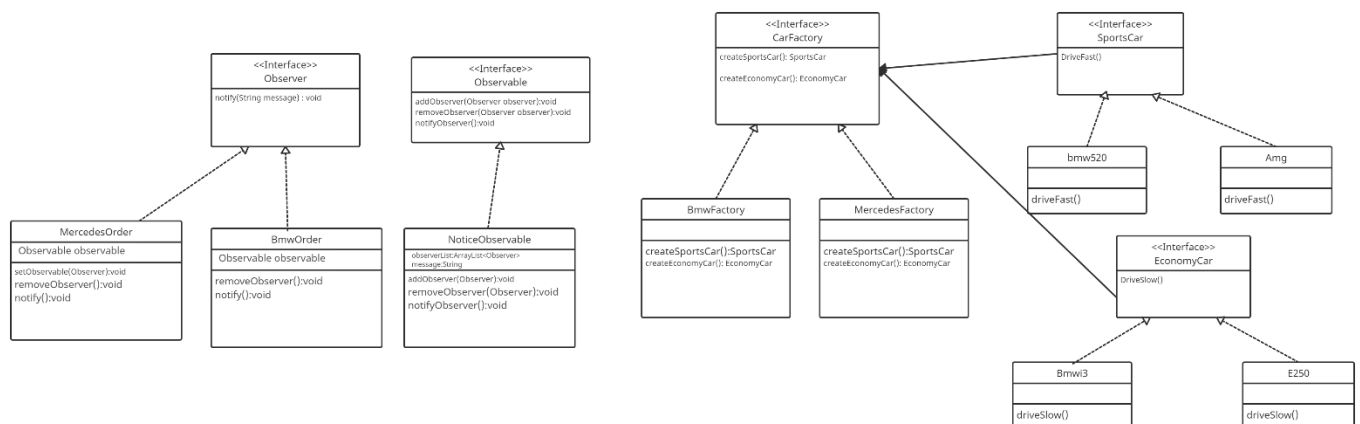 <<Interface>>
Observer
notify(String message) : void
<<Interface>>
Observable
addObserver(Observer observer):void
removeObserver(Observer observer):void
notifyObserver():void
MercedesOrder
Observable observable
setObservable(Observer):void
removeObserver():void
notify():void
BmwOrder
Observable observable
removeObserver():void
notify():void
NoticeObservable
observerList:ArrayList<Observer>
message:String
addObserver(Observer):void
removeObserver(Observer):void
notifyObserver():void
<<Interface>>
CarFactory
createSportsCar(): SportsCar
createEconomyCar(): EconomyCar
<<Interface>>
SportsCar
DriveFast()
BmwFactory
createSportsCar():SportsCar
createEconomyCar(): EconomyCar
MercedesFactory
createSportsCar():SportsCar
createEconomyCar(): EconomyCar
bmw520
driveFast()
Amg
driveFast()
<<Interface>>
EconomyCar
DriveSlow()
Bmwi3
driveSlow()
E250
driveSlow()